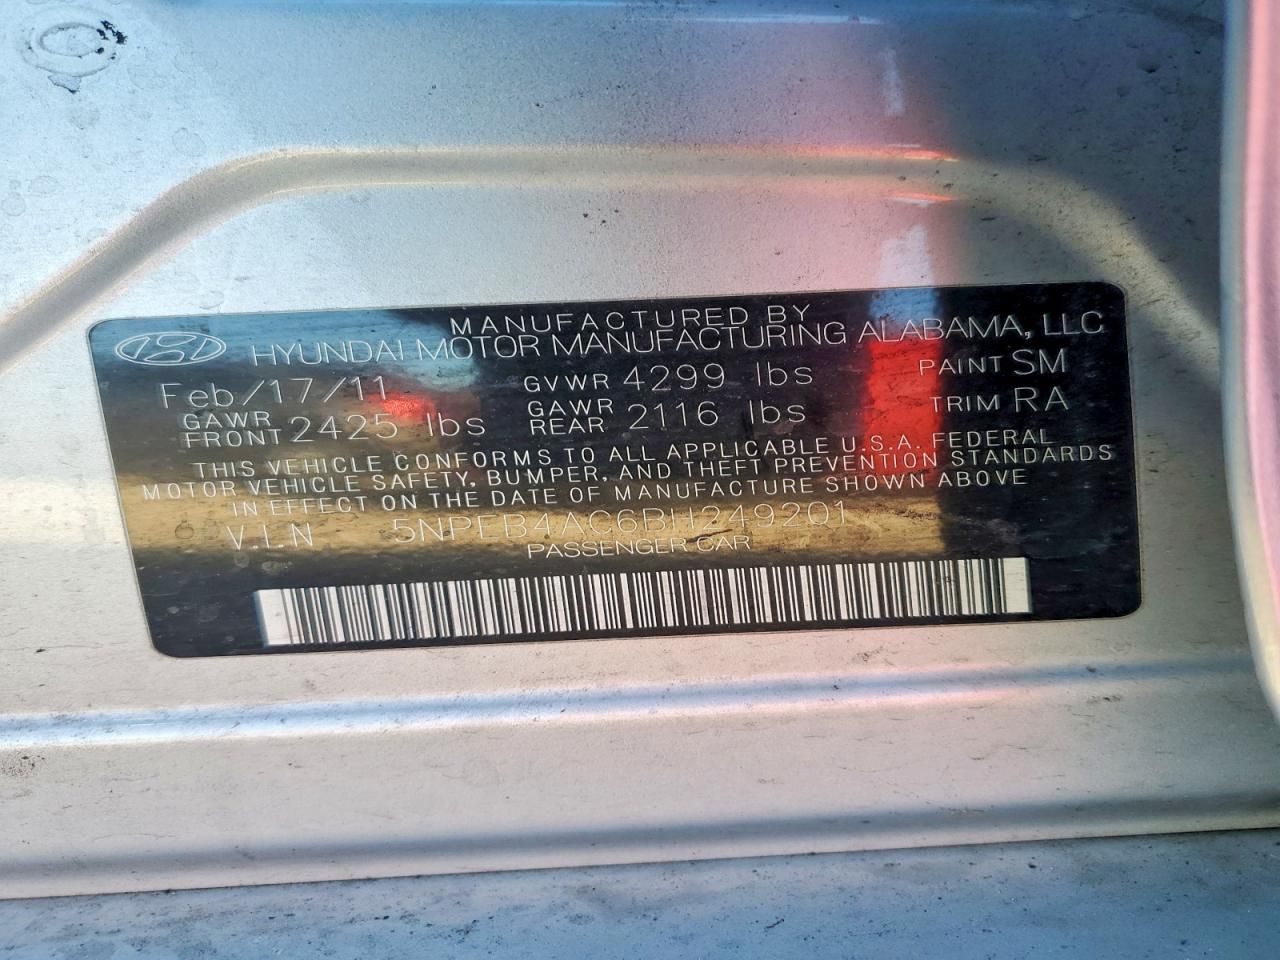 MANUFACTURED BY
HYUNDAI MOTOR MANUFACTURING ALABAMA, LLC
Feb/17/11 GVWR 4299 lbs PAINT SM
GAWR FRONT 2425 lbs GAWR REAR 2116 lbs TRIM RA
THIS VEHICLE CONFORMS TO ALL APPLICABLE U.S.A. FEDERAL
MOTOR VEHICLE SAFETY, BUMPER, AND THEFT PREVENTION STANDARDS
IN EFFECT ON THE DATE OF MANUFACTURE SHOWN ABOVE
V.I.N 5NPEB4AC6BH249201
PASSENGER CAR